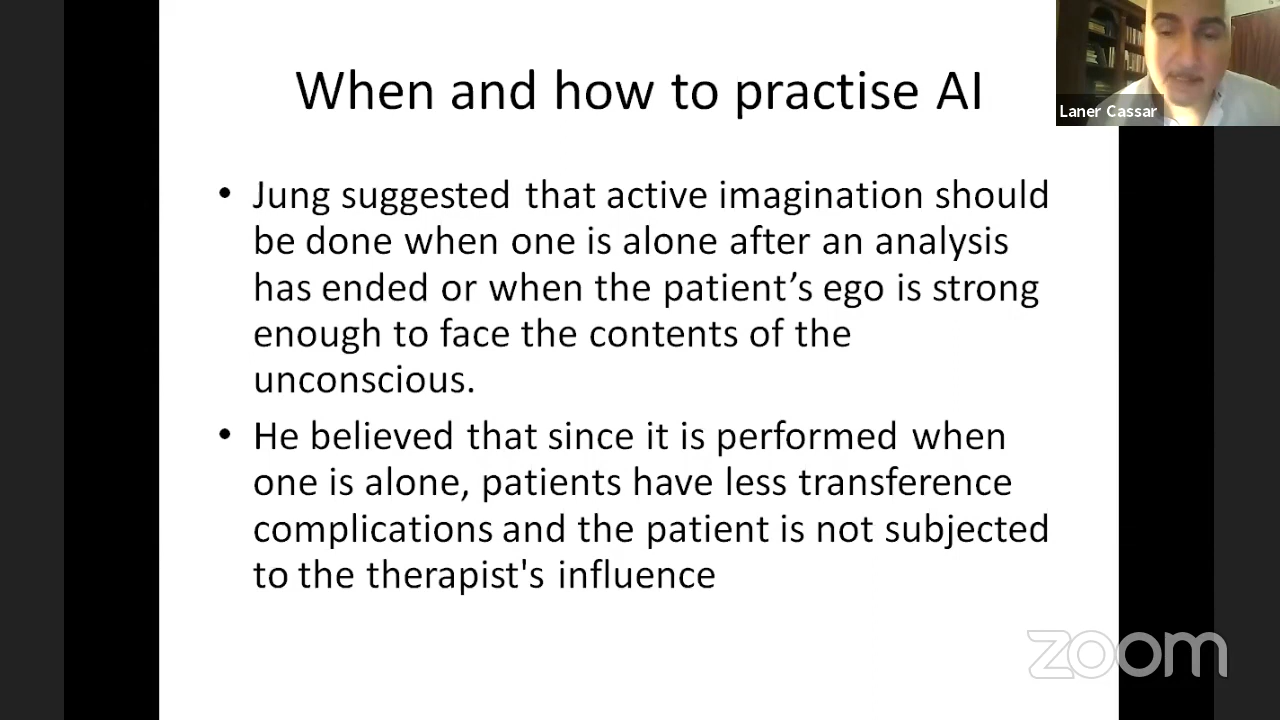 When and how to practise AI
Laner Cassar
• Jung suggested that active imagination should
be done when one is alone after an analysis
has ended or when the patient’s ego is strong
enough to face the contents of the
unconscious.
• He believed that since it is performed when
one is alone, patients have less transference
complications and the patient is not subjected
to the therapist's influence
zoom